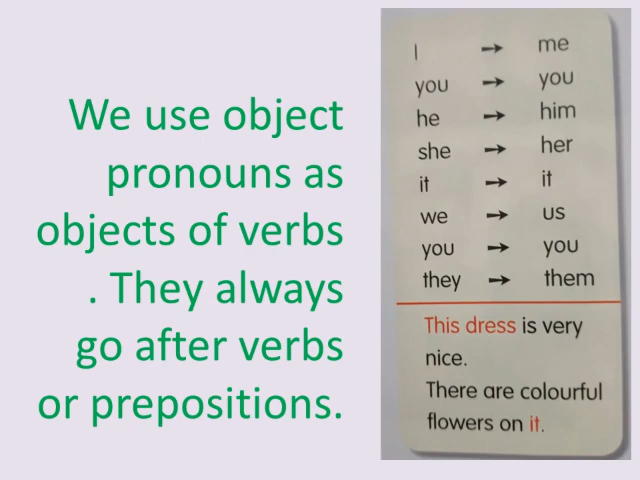 We use object
pronouns as
objects of verbs
. They always
go after verbs
or prepositions.
I → me
you → you
he → him
she → her
it → it
we → us
you → you
they → them
This dress is very
nice.
There are colourful
flowers on it.